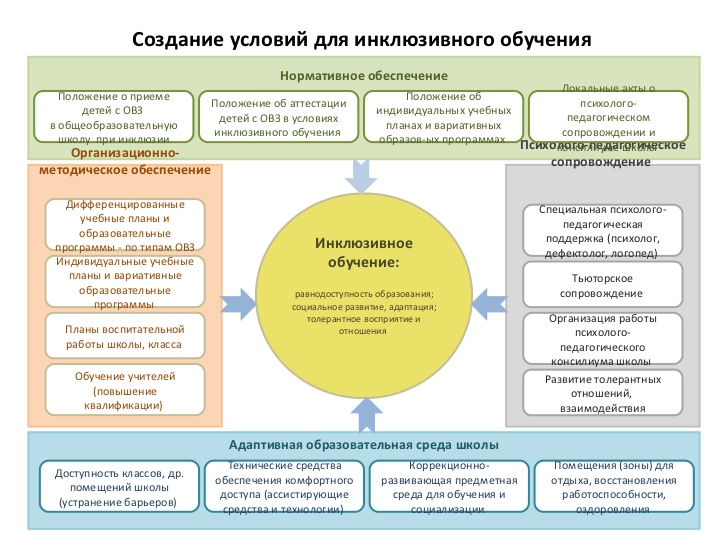 Создание условий для инклюзивного обучения
Нормативное обеспечение
Положение о приеме
детей с ОВЗ
в общеобразовательную
школу при инклюзии
Положение об аттестации
детей с ОВЗ в условиях
инклюзивного обучения
Положение об
индивидуальных учебных
планах и вариативных
образов-ых программах
Локальные акты о
психолого-
педагогическом
сопровождении и
консилиуме школы
Организационно-
методическое обеспечение
Дифференцированные
учебные планы и
образовательные
программы - по типам ОВЗ
Индивидуальные учебные
планы и вариативные
образовательные
программы
Планы воспитательной
работы школы, класса
Обучение учителей
(повышение
квалификации)
Инклюзивное
обучение:
равнодоступность образования;
социальное развитие, адаптация;
толерантное восприятие и
отношения
Психолого-педагогическое
сопровождение
Специальная психолого-
педагогическая
поддержка (психолог,
дефектолог, логопед)
Тьюторское
сопровождение
Организация работы
психолого-
педагогического
консилиума школы
Развитие толерантных
отношений,
взаимодействия
Адаптивная образовательная среда школы
Доступность классов, др.
помещений школы
(устранение барьеров)
Технические средства
обеспечения комфортного
доступа (ассистирующие
средства и технологии)
Коррекционно-
развивающая предметная
среда для обучения и
социализации
Помещения (зоны) для
отдыха, восстановления
работоспособности,
оздоровления